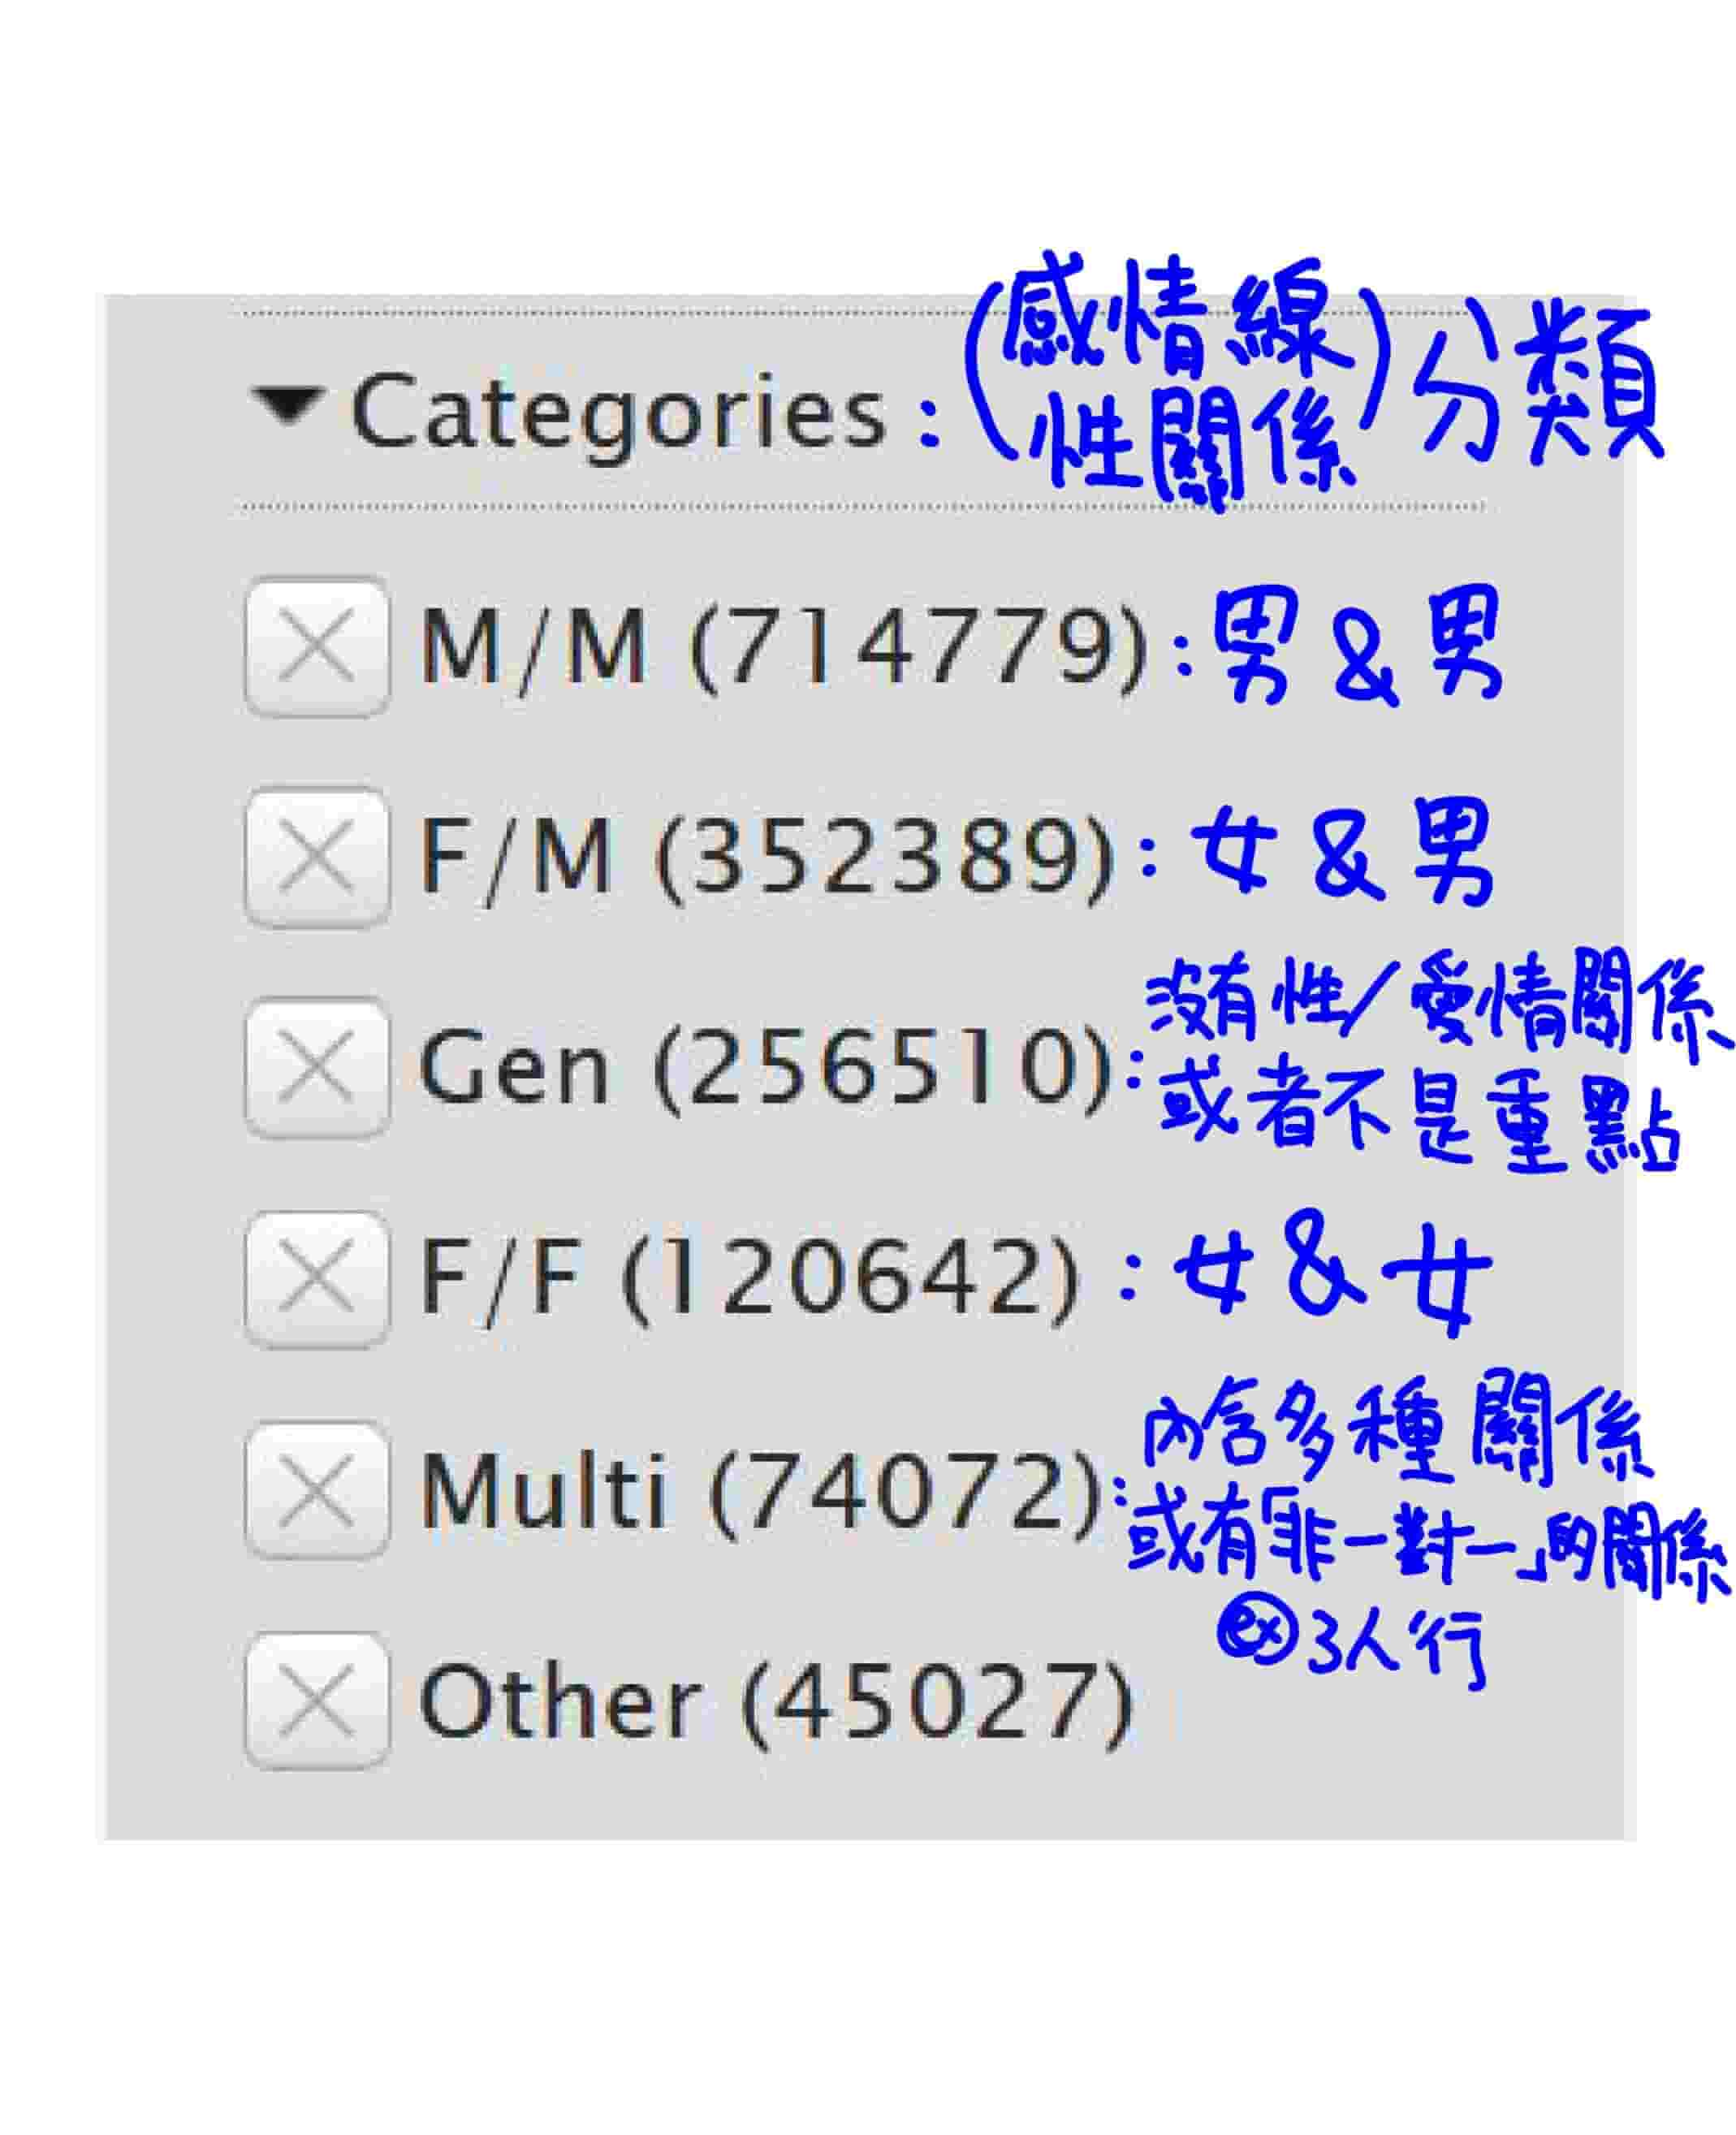 Categories : (感情線 性關係) 分類
M/M (714779) : 男 & 男
F/M (352389) : 女 & 男
Gen (256510) : 沒有性/愛情關係
或者不是重點
F/F (120642) : 女 & 女
Multi (74072) : 內含多種關係
或有「非一對一」的關係
ex 3人行
Other (45027)